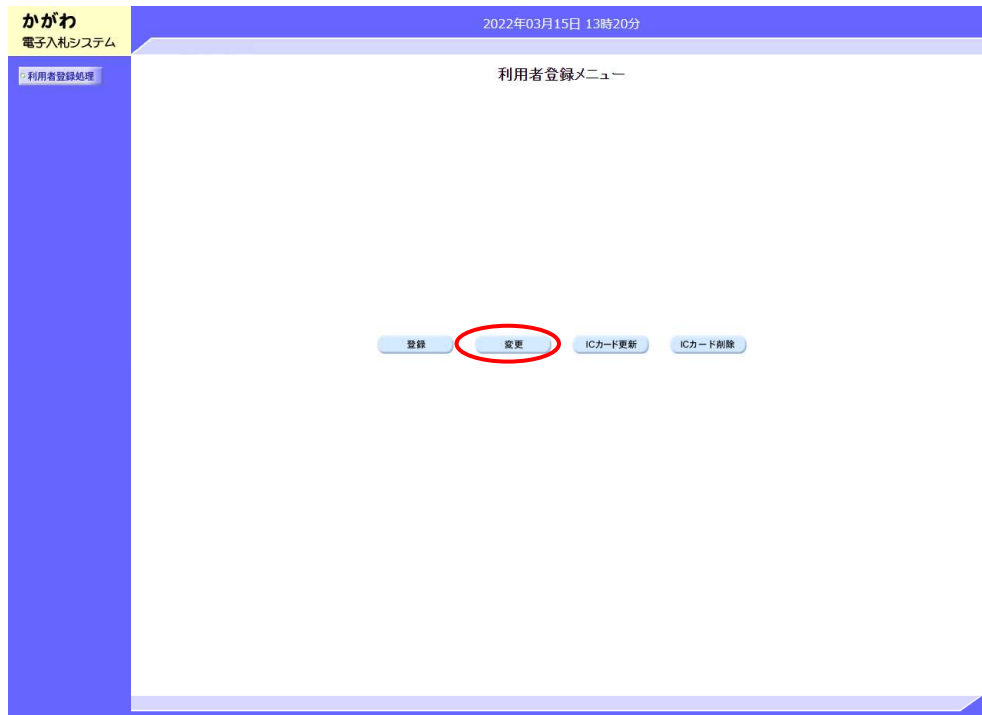 かがわ
電子入札システム
2022年03月15日 13時20分
利用者登録処理
利用者登録メニュー
登録
変更
ICカード更新
ICカード削除